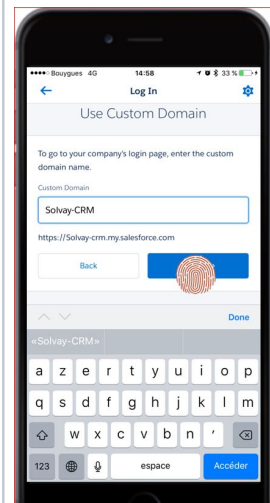 Bouygues 4G 14:58 33 %
Log In
Use Custom Domain
To go to your company's login page, enter the custom
domain name.
Custom Domain
Solvay-CRM
https://Solvay-crm.my.salesforce.com
Back
Done
«Solvay-CRM»
a z e r t y u i o p
q s d f g h j k l m
w x c v b n '
123 espace Accéder